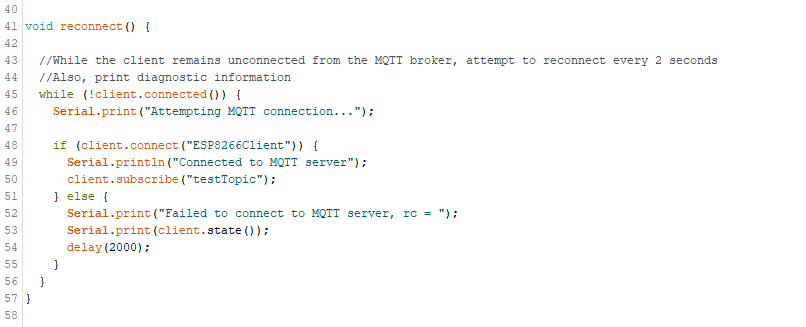 40
41 void reconnect() {
42
43 //While the client remains unconnected from the MQTT broker, attempt to reconnect every 2 seconds
44 //Also, print diagnostic information
45 while (!client.connected()) {
46 Serial.print("Attempting MQTT connection...");
47
48 if (client.connect("ESP8266Client")) {
49 Serial.println("Connected to MQTT server");
50 client.subscribe("testTopic");
51 } else {
52 Serial.print("Failed to connect to MQTT server, rc = ");
53 Serial.print(client.state());
54 delay(2000);
55 }
56 }
57 }
58